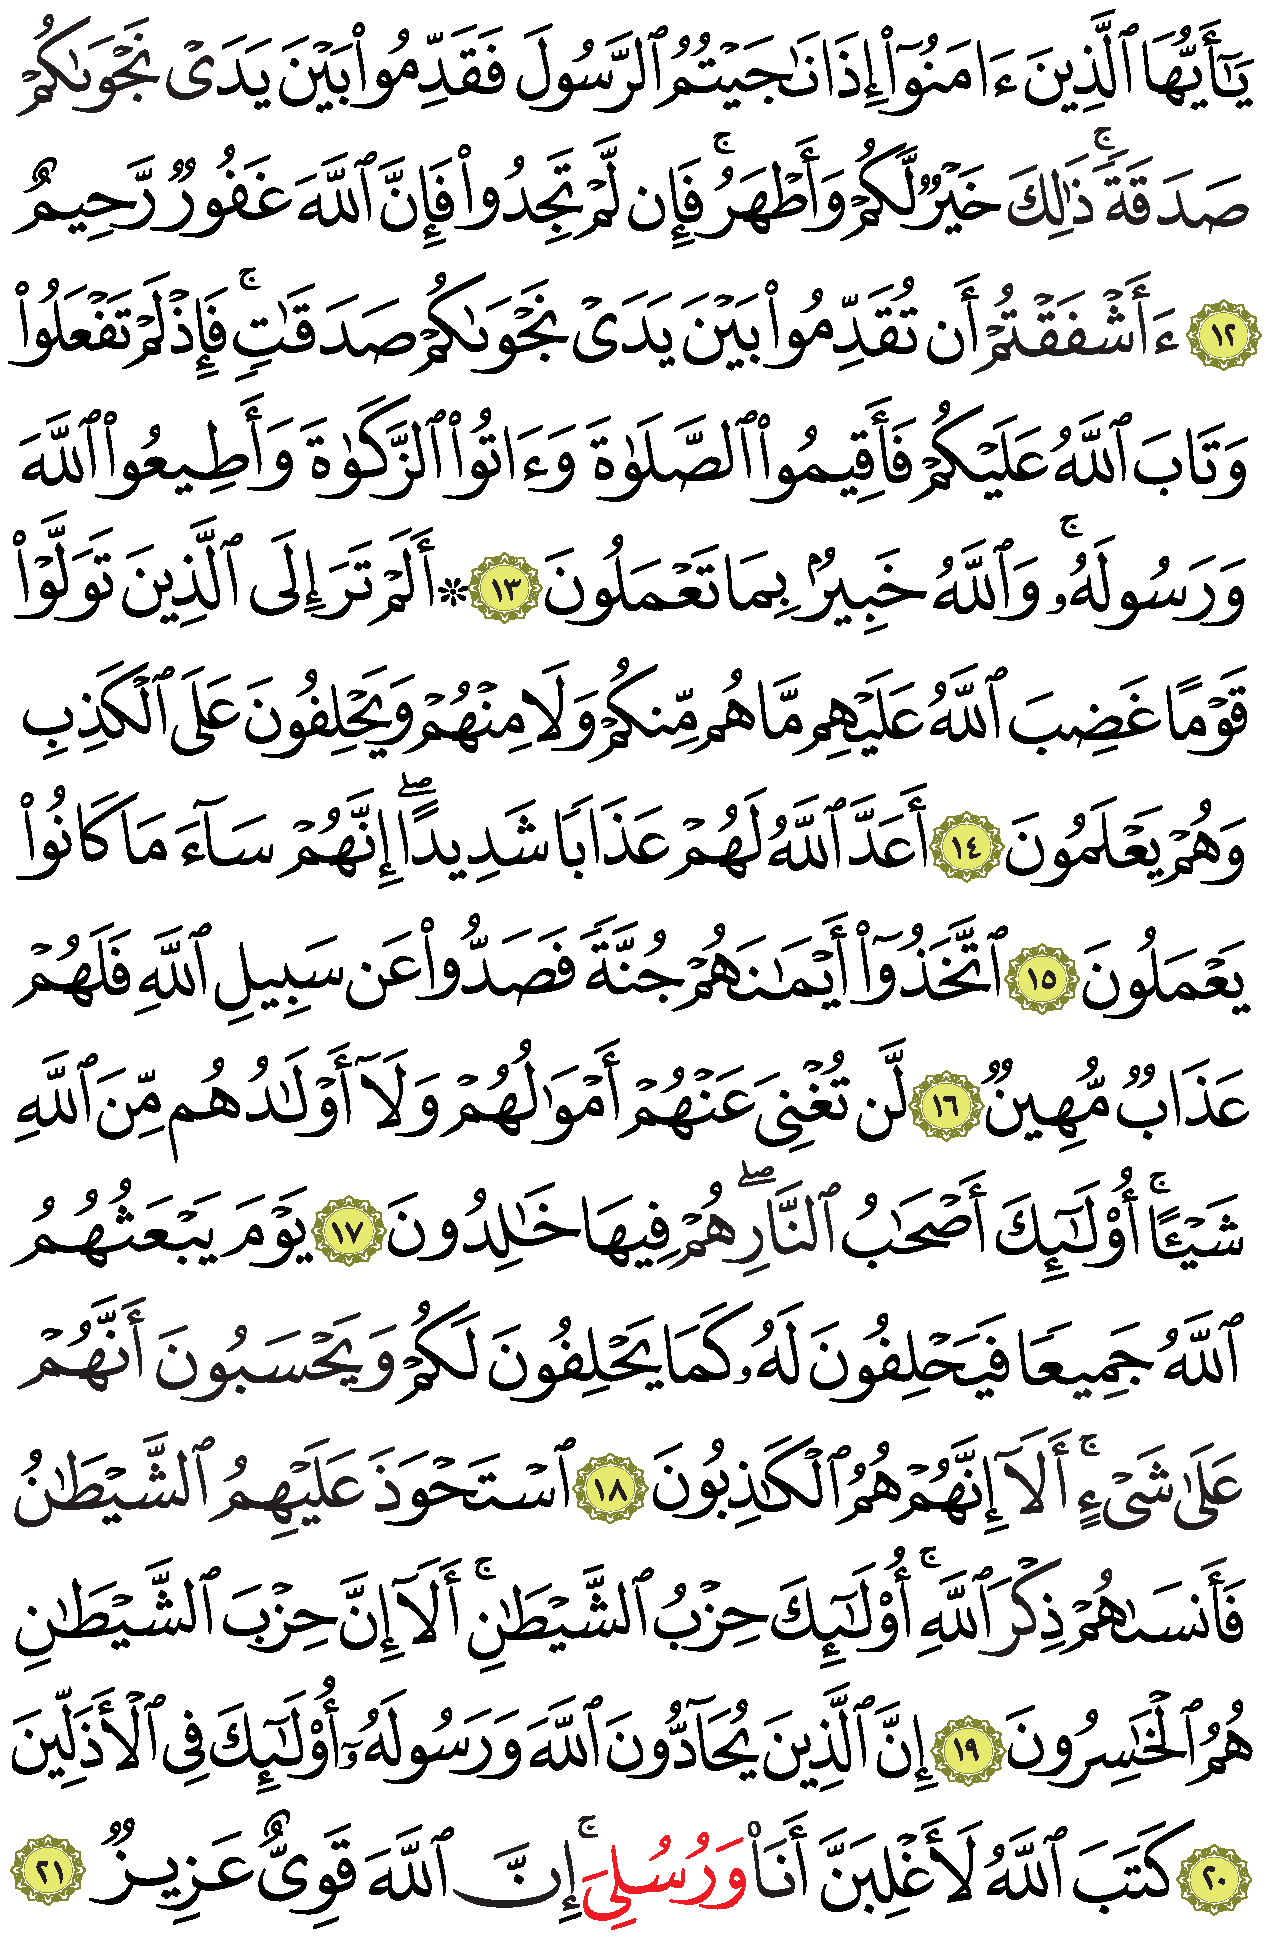 يَٰٓأَيُّهَا ٱلَّذِينَ ءَامَنُوٓا۟ إِذَا نَٰجَيْتُمُ ٱلرَّسُولَ فَقَدِّمُوا۟ بَيْنَ يَدَىْ نَجْوَىٰكُمْ
صَدَقَةً ۚ ذَٰلِكَ خَيْرٌ لَّكُمْ وَأَطْهَرُ ۚ فَإِن لَّمْ تَجِدُوا۟ فَإِنَّ ٱللَّهَ غَفُورٌ رَّحِيمٌ
١٢ ءَأَشْفَقْتُمْ أَن تُقَدِّمُوا۟ بَيْنَ يَدَىْ نَجْوَىٰكُمْ صَدَقَٰتٍ ۚ فَإِذْ لَمْ تَفْعَلُوا۟
وَتَابَ ٱللَّهُ عَلَيْكُمْ فَأَقِيمُوا۟ ٱلصَّلَوٰةَ وَءَاتُوا۟ ٱلزَّكَوٰةَ وَأَطِيعُوا۟ ٱللَّهَ
وَرَسُولَهُۥ ۚ وَٱللَّهُ خَبِيرٌۢ بِمَا تَعْمَلُونَ ١٣ ۞ أَلَمْ تَرَ إِلَى ٱلَّذِينَ تَوَلَّوْا۟
قَوْمًا غَضِبَ ٱللَّهُ عَلَيْهِم مَّا هُم مِّنكُمْ وَلَا مِنْهُمْ وَيَحْلِفُونَ عَلَى ٱلْكَذِبِ
وَهُمْ يَعْلَمُونَ ١٤ أَعَدَّ ٱللَّهُ لَهُمْ عَذَابًا شَدِيدًا ۖ إِنَّهُمْ سَآءَ مَا كَانُوا۟
يَعْمَلُونَ ١٥ ٱتَّخَذُوٓا۟ أَيْمَٰنَهُمْ جُنَّةً فَصَدُّوا۟ عَن سَبِيلِ ٱللَّهِ فَلَهُمْ
عَذَابٌ مُّهِينٌ ١٦ لَّن تُغْنِىَ عَنْهُمْ أَمْوَٰلُهُمْ وَلَآ أَوْلَٰدُهُم مِّنَ ٱللَّهِ
شَيْـًٔا ۚ أُو۟لَٰٓئِكَ أَصْحَٰبُ ٱلنَّارِ ۖ هُمْ فِيهَا خَٰلِدُونَ ١٧ يَوْمَ يَبْعَثُهُمُ
ٱللَّهُ جَمِيعًا فَيَحْلِفُونَ لَهُۥ كَمَا يَحْلِفُونَ لَكُمْ وَيَحْسَبُونَ أَنَّهُمْ
عَلَىٰ شَىْءٍ ۚ أَلَآ إِنَّهُمْ هُمُ ٱلْكَٰذِبُونَ ١٨ ٱسْتَحْوَذَ عَلَيْهِمُ ٱلشَّيْطَٰنُ
فَأَنسَىٰهُمْ ذِكْرَ ٱللَّهِ ۚ أُو۟لَٰٓئِكَ حِزْبُ ٱلشَّيْطَٰنِ ۚ أَلَآ إِنَّ حِزْبَ ٱلشَّيْطَٰنِ
هُمُ ٱلْخَٰسِرُونَ ١٩ إِنَّ ٱلَّذِينَ يُحَآدُّونَ ٱللَّهَ وَرَسُولَهُۥٓ أُو۟لَٰٓئِكَ فِى ٱلْأَذَلِّينَ
٢٠ كَتَبَ ٱللَّهُ لَأَغْلِبَنَّ أَنَا۠ وَرُسُلِىٓ ۚ إِنَّ ٱللَّهَ قَوِىٌّ عَزِيزٌ ٢١